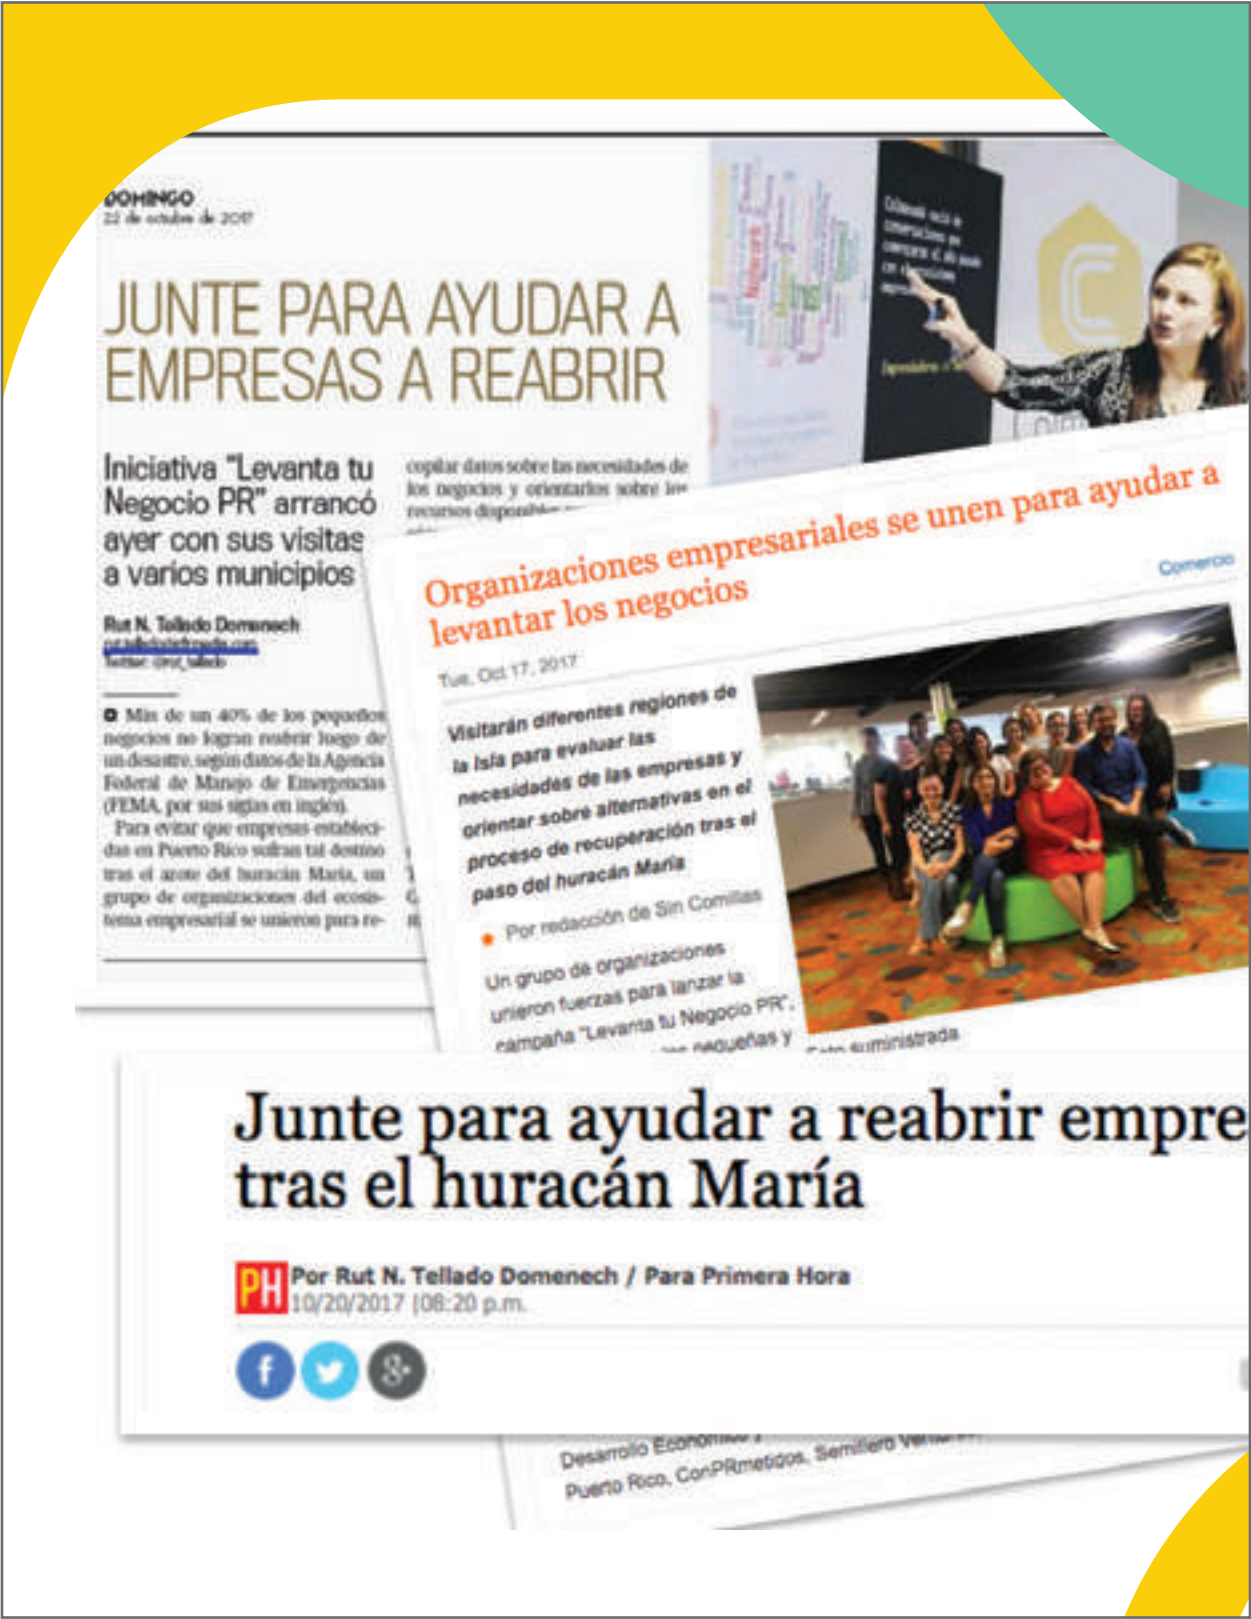 DOMINGO
22 de octubre de 2017
JUNTE PARA AYUDAR A
EMPRESAS A REABRIR
Iniciativa "Levanta tu
Negocio PR" arrancó
ayer con sus visitas
a varios municipios
Rut N. Tellado Domenech
Twitter: @rut_tellado
Más de un 40% de los pequeños
negocios no logran reabrir luego de
un desastre, según datos de la Agencia
Federal de Manejo de Emergencias
(FEMA, por sus siglas en inglés).
Para evitar que empresas estableci-
das en Puerto Rico sufran tal destino
tras el azote del huracán María, un
grupo de organizaciones del ecosis-
tema empresarial se unieron para re-
copilar datos sobre las necesidades de
los negocios y orientarlos sobre los
recursos disponibles
Organizaciones empresariales se unen para ayudar a
levantar los negocios
Comercio
Tue, Oct 17, 2017
Visitarán diferentes regiones de
la Isla para evaluar las
necesidades de las empresas y
orientar sobre alternativas en el
proceso de recuperación tras el
paso del huracán María
Por redacción de Sin Comillas
Un grupo de organizaciones
unieron fuerzas para lanzar la
campaña "Levanta tu Negocio PR",
pequeñas y
Foto suministrada
Junte para ayudar a reabrir empre
tras el huracán María
PH Por Rut N. Tellado Domenech / Para Primera Hora
10/20/2017 |08:20 p.m.
Desarrollo Económico y
Puerto Rico, ConPRmetidos, Semillero